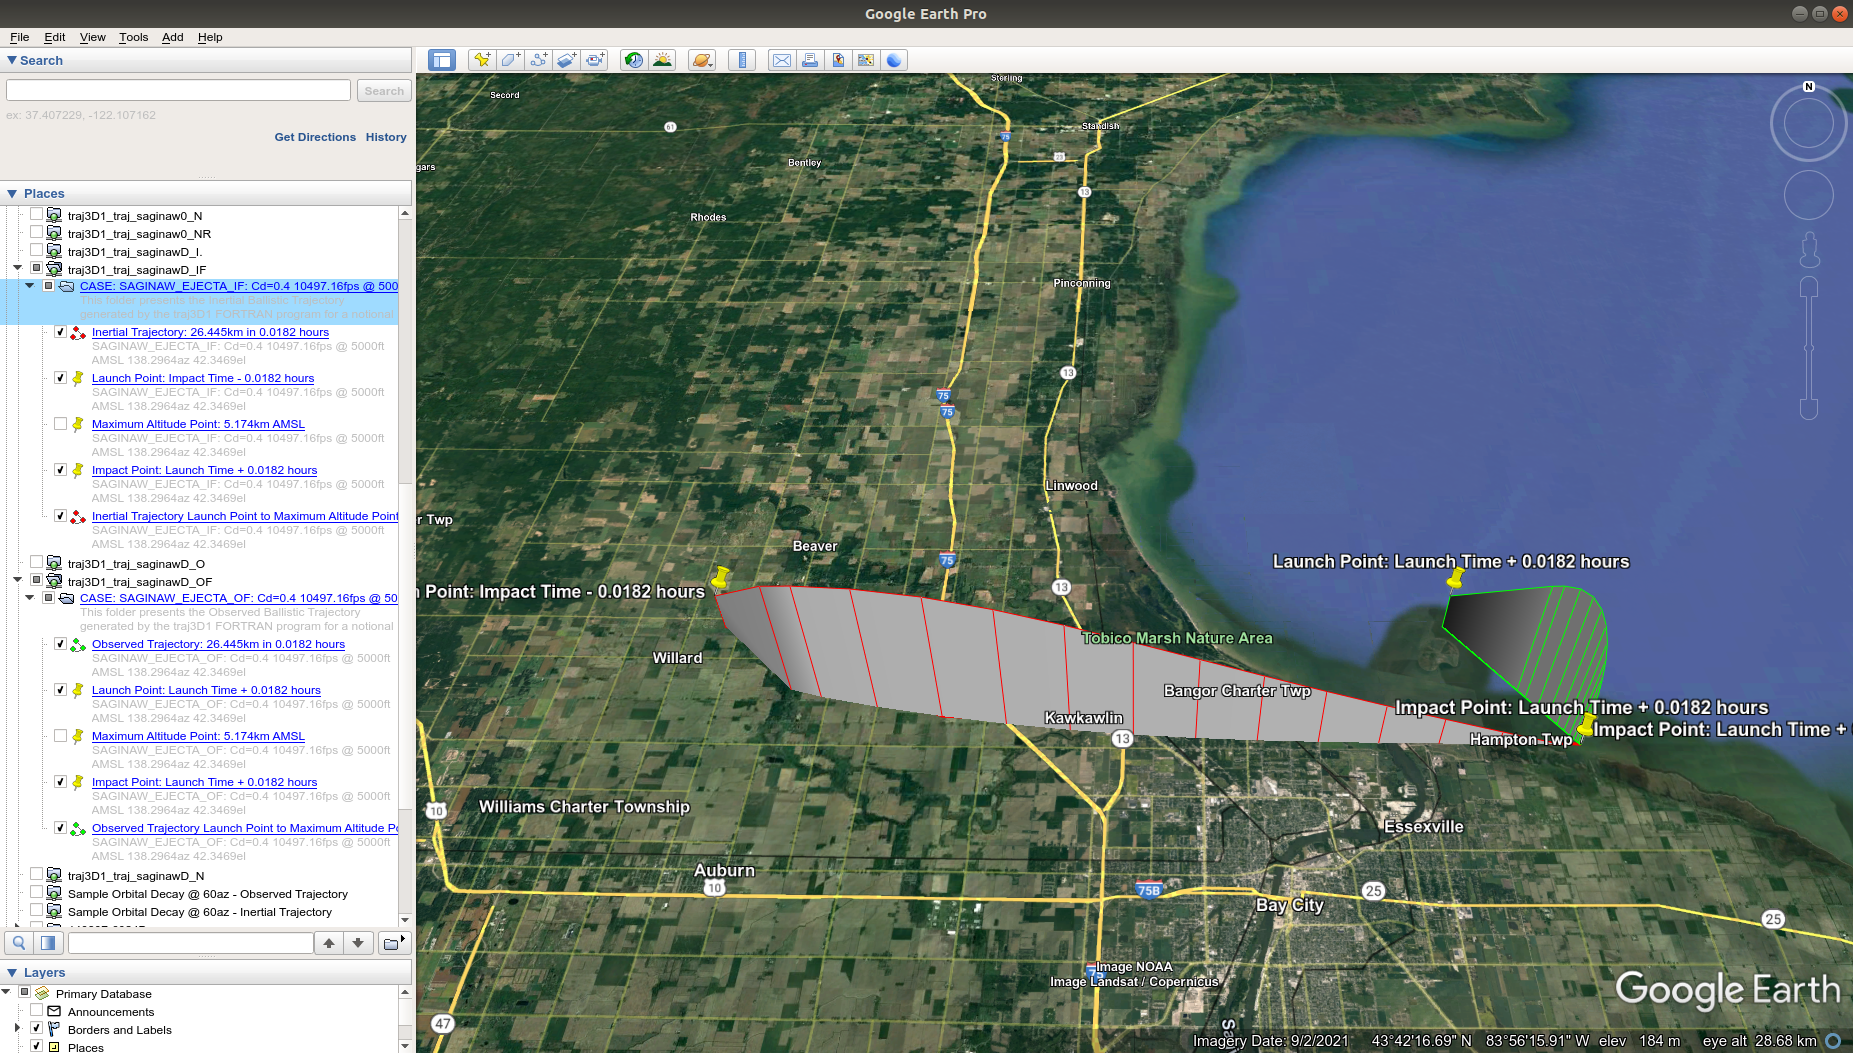 Google Earth Pro
File Edit View Tools Add Help
Search
Search
ex: 37.407229, -122.107162
Get Directions History
Places
traj3D1_traj_saginaw0_N
traj3D1_traj_saginaw0_NR
traj3D1_traj_saginawD_I.
traj3D1_traj_saginawD_IF
CASE: SAGINAW_EJECTA_IF: Cd=0.4 10497.16fps @ 500
This folder presents the Inertial Ballistic Trajectory
generated by the traj3D1 FORTRAN program for a notional
Inertial Trajectory: 26.445km in 0.0182 hours
SAGINAW_EJECTA_IF: Cd=0.4 10497.16fps @ 5000ft
AMSL 138.2964az 42.3469el
Launch Point: Impact Time - 0.0182 hours
SAGINAW_EJECTA_IF: Cd=0.4 10497.16fps @ 5000ft
AMSL 138.2964az 42.3469el
Maximum Altitude Point: 5.174km AMSL
SAGINAW_EJECTA_IF: Cd=0.4 10497.16fps @ 5000ft
AMSL 138.2964az 42.3469el
Impact Point: Launch Time + 0.0182 hours
SAGINAW_EJECTA_IF: Cd=0.4 10497.16fps @ 5000ft
AMSL 138.2964az 42.3469el
Inertial Trajectory Launch Point to Maximum Altitude Point
SAGINAW_EJECTA_IF: Cd=0.4 10497.16fps @ 5000ft
AMSL 138.2964az 42.3469el
traj3D1_traj_saginawD_O
traj3D1_traj_saginawD_OF
CASE: SAGINAW_EJECTA_OF: Cd=0.4 10497.16fps @ 50
This folder presents the Observed Ballistic Trajectory
generated by the traj3D1 FORTRAN program for a notional
Observed Trajectory: 26.445km in 0.0182 hours
SAGINAW_EJECTA_OF: Cd=0.4 10497.16fps @ 5000ft
AMSL 138.2964az 42.3469el
Launch Point: Launch Time + 0.0182 hours
SAGINAW_EJECTA_OF: Cd=0.4 10497.16fps @ 5000ft
AMSL 138.2964az 42.3469el
Maximum Altitude Point: 5.174km AMSL
SAGINAW_EJECTA_OF: Cd=0.4 10497.16fps @ 5000ft
AMSL 138.2964az 42.3469el
Impact Point: Launch Time + 0.0182 hours
SAGINAW_EJECTA_OF: Cd=0.4 10497.16fps @ 5000ft
AMSL 138.2964az 42.3469el
Observed Trajectory Launch Point to Maximum Altitude Po
SAGINAW_EJECTA_OF: Cd=0.4 10497.16fps @ 5000ft
AMSL 138.2964az 42.3469el
traj3D1_traj_saginawD_N
Sample Orbital Decay @ 60az - Observed Trajectory
Sample Orbital Decay @ 60az - Inertial Trajectory
Layers
Primary Database
Announcements
Borders and Labels
Places
Sterling
Secord
61
75
Standish
23
gars
Bentley
13
Rhodes
N
Pinconning
13
75
75
Linwood
r Twp
Beaver
75
13
Launch Point: Launch Time + 0.0182 hours
Point: Impact Time - 0.0182 hours
Tobico Marsh Nature Area
Willard
Bangor Charter Twp
Impact Point: Launch Time + 0.0182 hours
Kawkawlin
Impact Point: Launch Time +
13
Hampton Twp
10
Williams Charter Township
Essexville
Auburn
10
75B
25
Bay City
25
75
Image NOAA
Image Landsat / Copernicus
Google Earth
47
Sa
Imagery Date: 9/2/2021 43°42'16.69" N 83°56'15.91" W elev 184 m eye alt 28.68 km